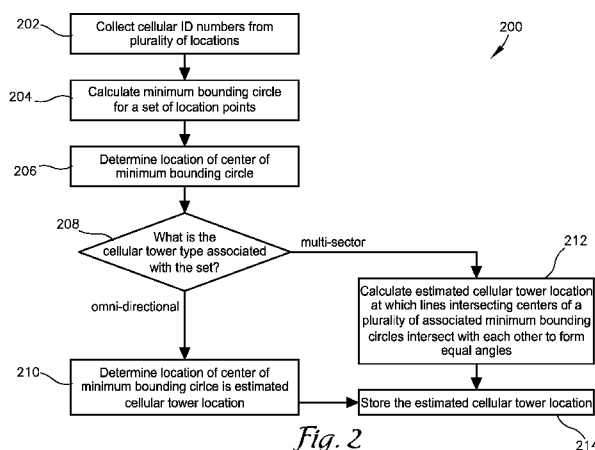 202
Collect cellular ID numbers from
plurality of locations
200
204
Calculate minimum bounding circle
for a set of location points
206
Determine location of center of
minimum bounding circle
208
What is the
cellular tower type associated
with the set?
multi-sector
omni-directional
212
Calculate estimated cellular tower location
at which lines intersecting centers of a
plurality of associated minimum bounding
circles intersect with each other to form
equal angles
210
Determine location of center of
minimum bounding cirlce is estimated
cellular tower location
Store the estimated cellular tower location
214
Fig. 2